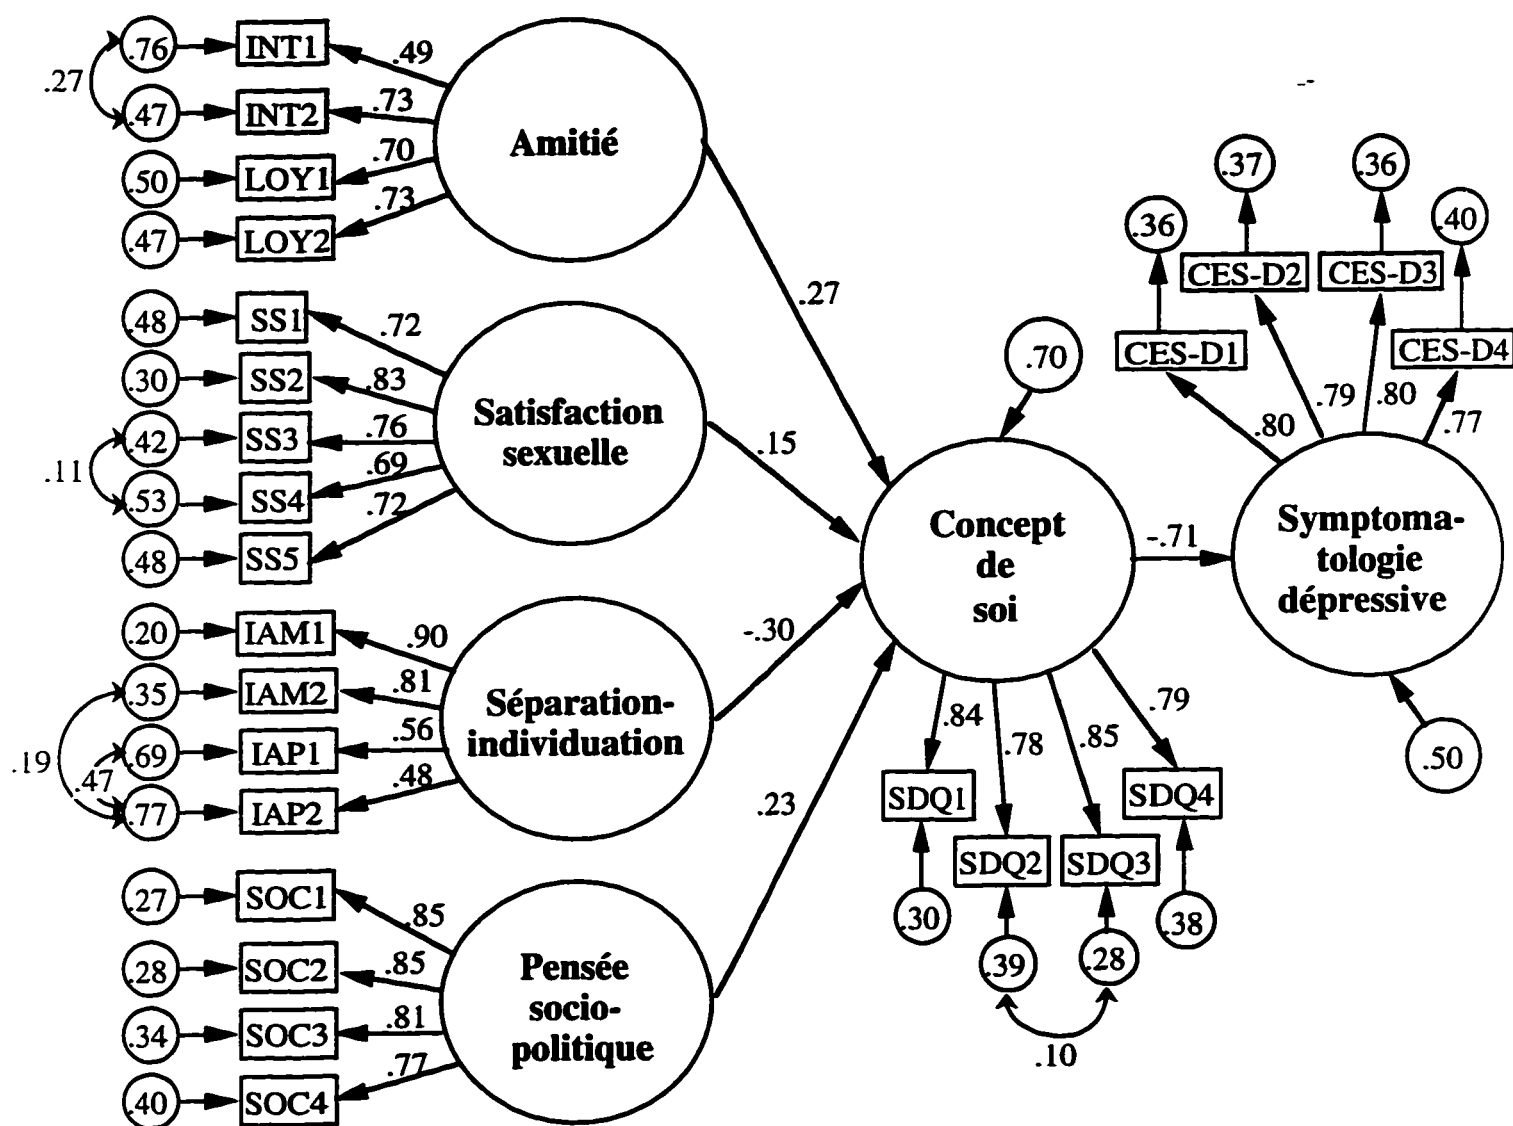 .76 INT1 .49
.27
.47 INT2 .73
.50 LOY1 .70
.47 LOY2 .73
Amitié
.27
.48 SS1 .72
.30 SS2 .83
.42 SS3 .76
.11
.53 SS4 .69
.48 SS5 .72
Satisfaction
sexuelle
.15
.20 IAM1 .90
.35 IAM2 .81
.69 IAP1 .56
.19
.47
.77 IAP2 .48
Séparation-
individuation
-.30
.27 SOC1 .85
.28 SOC2 .85
.34 SOC3 .81
.40 SOC4 .77
Pensée
socio-
politique
.23
.70
Concept
de
soi
-.71
.84
.78
.85
.79
SDQ1
SDQ2
SDQ3
SDQ4
.30
.39
.28
.38
.10
.36
.37
.36
.40
CES-D1
CES-D2
CES-D3
CES-D4
.80
.79
.80
.77
Symptoma-
tologie
dépressive
.50